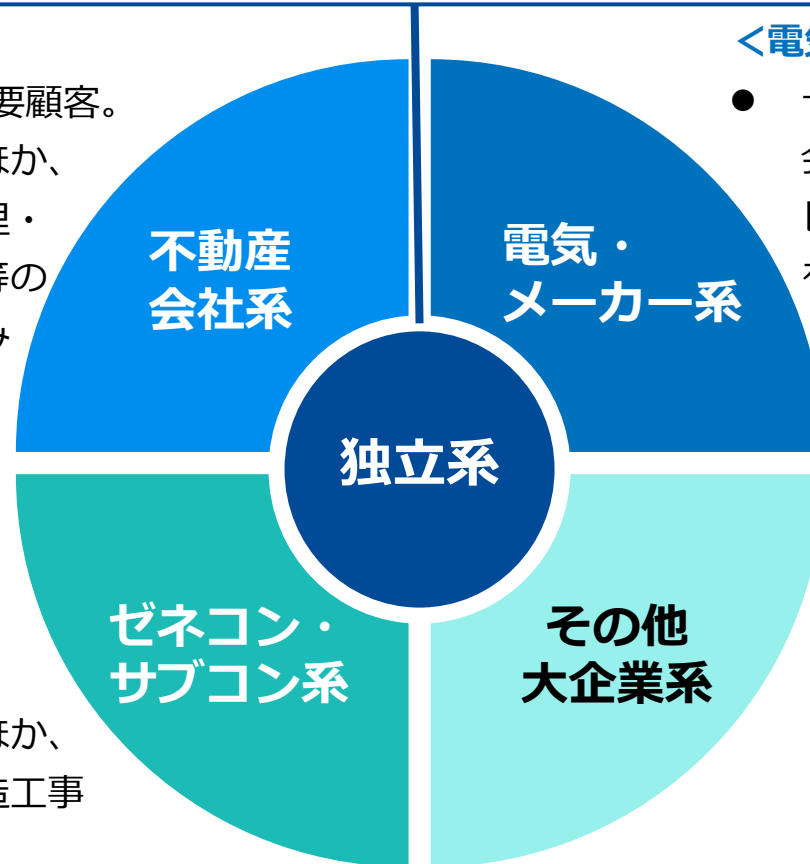 <電気
要顧客。
ほか、
理・
等の
不動産
会社系
電気・
メーカー系
独立系
ゼネコン・
サブコン系
その他
大企業系
ほか、
造工事